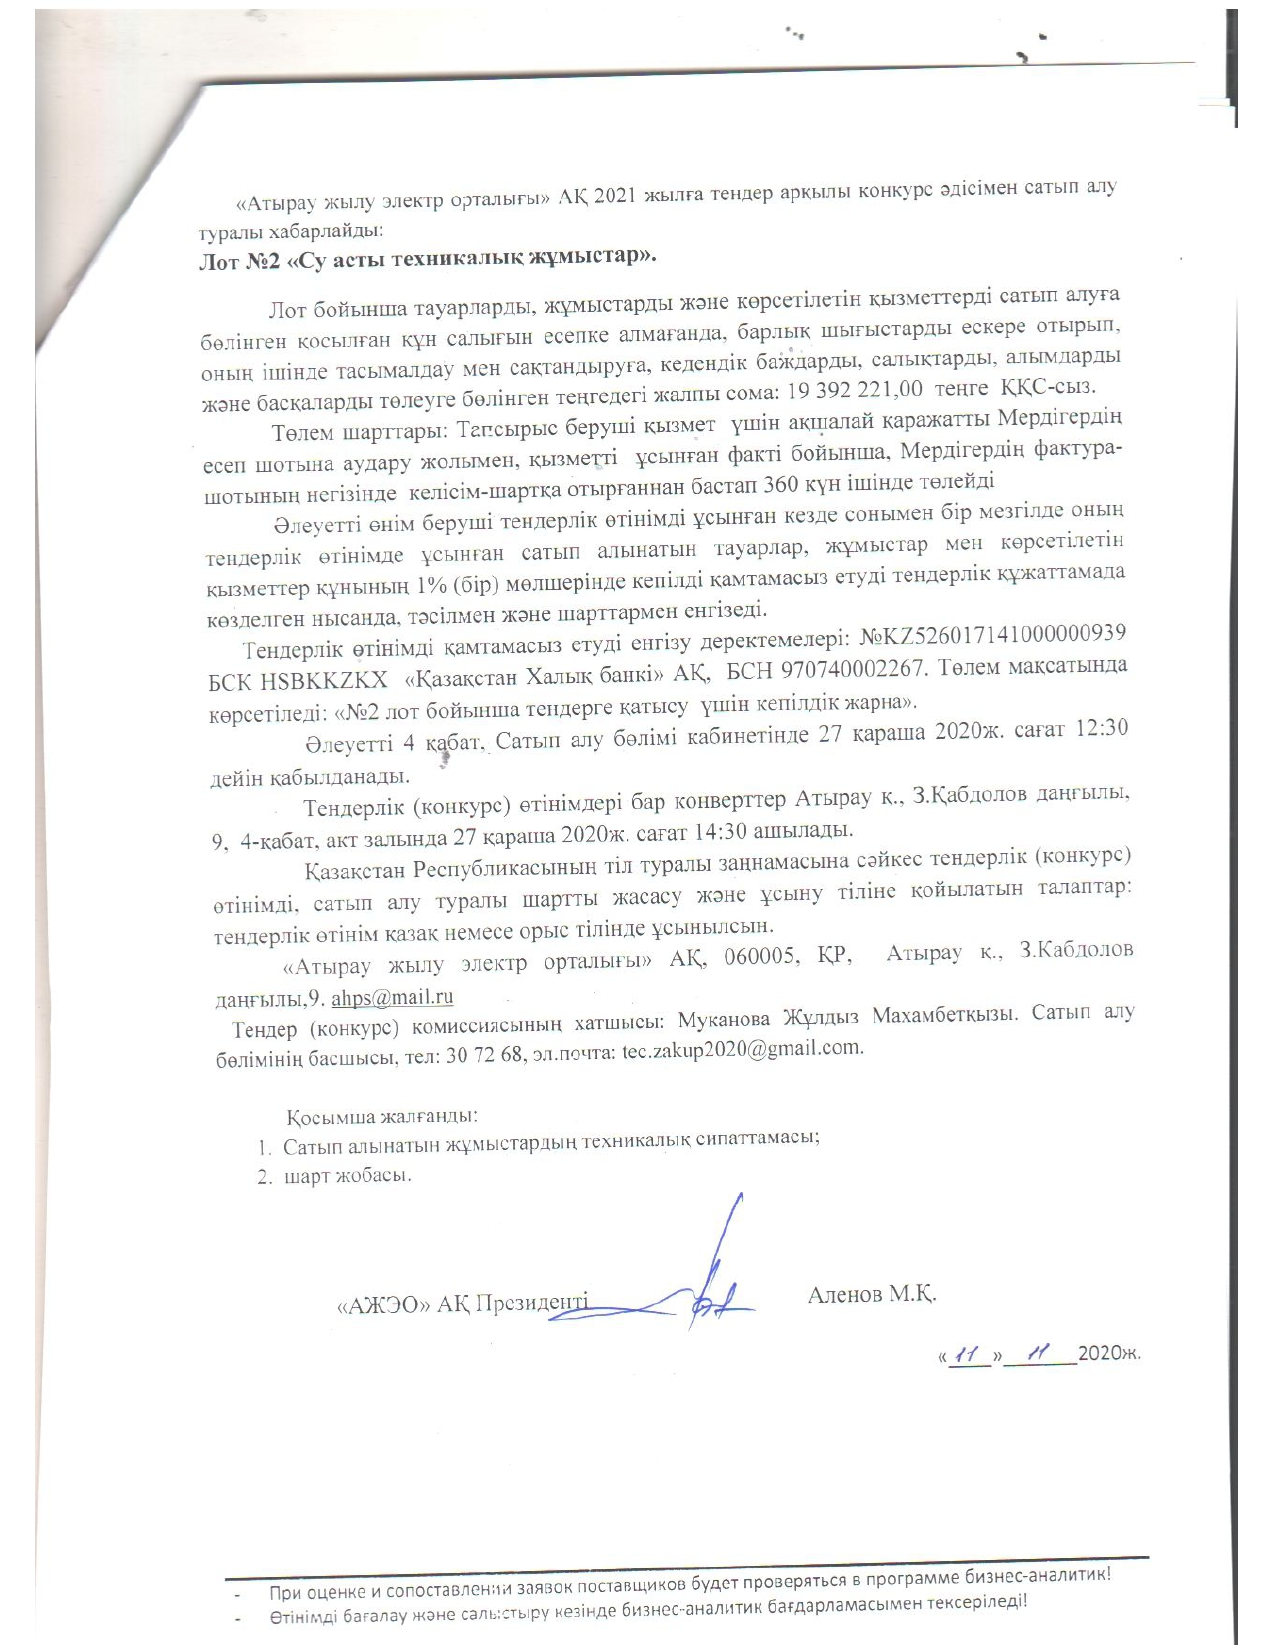 «Атырау жылу электр орталығы» АҚ 2021 жылға тендер арқылы конкурс әдісімен сатып алу
туралы хабарлайды:
Лот №2 «Су асты техникалық жұмыстар».
Лот бойынша тауарларды, жұмыстарды және көрсетілетін қызметтерді сатып алуға
бөлінген қосылған құн салығын есепке алмағанда, барлық шығыстарды ескере отырып,
оның ішінде тасымалдау мен сақтандыруға, кедендік баждарды, салықтарды, алымдарды
және басқаларды төлеуге бөлінген теңгедегі жалпы сома: 19 392 221,00 теңге ҚҚС-сыз.
Төлем шарттары: Тапсырыс беруші қызмет үшін ақшалай қаражатты Мердігердің
есеп шотына аудару жолымен, қызметті ұсынған факті бойынша, Мердігердің фактура-
шотының негізінде келісім-шартқа отырғаннан бастап 360 күн ішінде төлейді
Әлеуетті өнім беруші тендерлік өтінімді ұсынған кезде сонымен бір мезгілде оның
тендерлік өтінімде ұсынған сатып алынатын тауарлар, жұмыстар мен көрсетілетін
қызметтер құнының 1% (бір) мөлшерінде кепілді қамтамасыз етуді тендерлік құжаттамада
көзделген нысанда, тәсілмен және шарттармен енгізеді.
Тендерлік өтінімді қамтамасыз етуді енгізу деректемелері: №KZ526017141000000939
БСК HSBKKZKX «Қазақстан Халық банкі» АҚ, БСН 970740002267. Төлем мақсатында
көрсетіледі: «№2 лот бойынша тендерге қатысу үшін кепілдік жарна».
Әлеуетті 4 қабат, Сатып алу бөлімі кабинетінде 27 қараша 2020ж. сағат 12:30
дейін қабылданады.
Тендерлік (конкурс) өтінімдері бар конверттер Атырау қ., З.Қабдолов даңғылы,
9, 4-қабат, акт залында 27 қараша 2020ж. сағат 14:30 ашылады.
Қазақстан Республикасының тіл туралы заңнамасына сәйкес тендерлік (конкурс)
өтінімді, сатып алу туралы шартты жасасу және ұсыну тіліне қойылатын талаптар:
тендерлік өтінім қазақ немесе орыс тілінде ұсынылсын.
«Атырау жылу электр орталығы» АҚ, 060005, ҚР, Атырау қ., З.Кабдолов
даңғылы,9. ahps@mail.ru
Тендер (конкурс) комиссиясының хатшысы: Муканова Жұлдыз Махамбетқызы. Сатып алу
бөлімінің басшысы, тел: 30 72 68, эл.почта: tec.zakup2020@gmail.com.
Қосымша жалғанды:
1. Сатып алынатын жұмыстардың техникалық сипаттамасы;
2. шарт жобасы.
«АЖЭО» АҚ Президенті Аленов М.Қ.
«11» 11 2020ж.
- При оценке и сопоставлении заявок поставщиков будет проверяться в программе бизнес-аналитик!
- Өтінімді бағалау және салыстыру кезінде бизнес-аналитик бағдарламасымен тексеріледі!